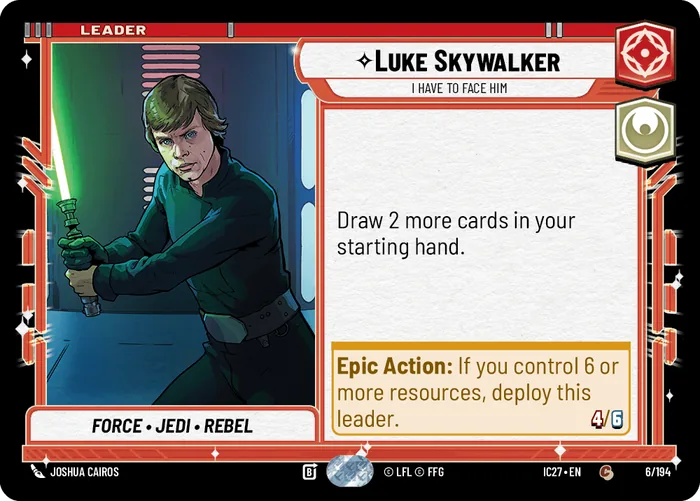 LEADER
LUKE SKYWALKER
I HAVE TO FACE HIM
Draw 2 more cards in your
starting hand.
Epic Action: If you control 6 or
more resources, deploy this
leader.
4/6
FORCE • JEDI • REBEL
JOSHUA CAIROS
B
© LFL © FFG
IC27 • EN
C
6/194